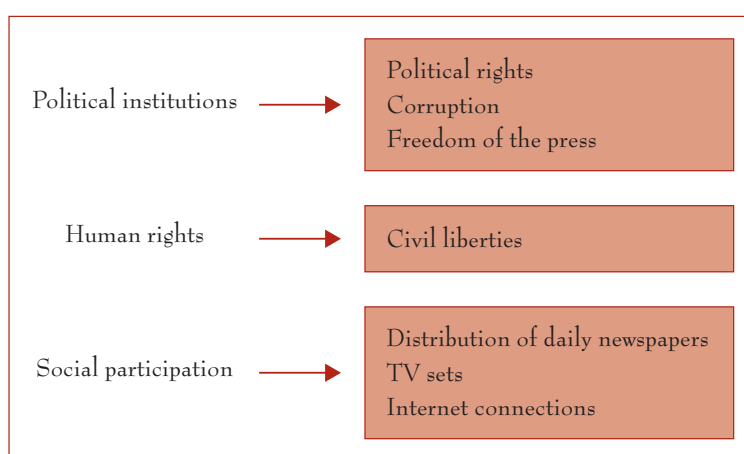 Political institutions
Political rights
Corruption
Freedom of the press
Human rights
Civil liberties
Social participation
Distribution of daily newspapers
TV sets
Internet connections